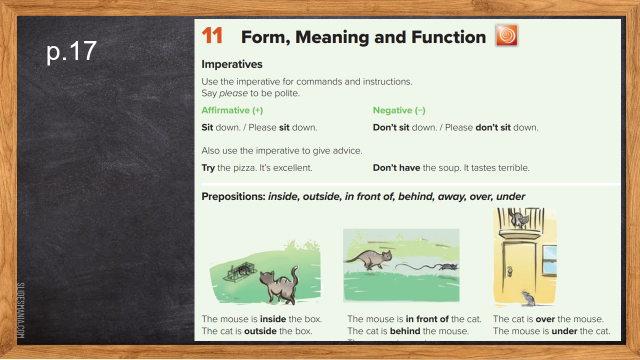 p.17
11 Form, Meaning and Function
Imperatives
Use the imperative for commands and instructions.
Say please to be polite.
Affirmative (+) Negative (–)
Sit down. / Please sit down. Don't sit down. / Please don't sit down.
Also use the imperative to give advice.
Try the pizza. It's excellent. Don't have the soup. It tastes terrible.
Prepositions: inside, outside, in front of, behind, away, over, under
The mouse is inside the box. The mouse is in front of the cat. The cat is over the mouse.
The cat is outside the box. The cat is behind the mouse. The mouse is under the cat.
SLIDESMANIA.COM